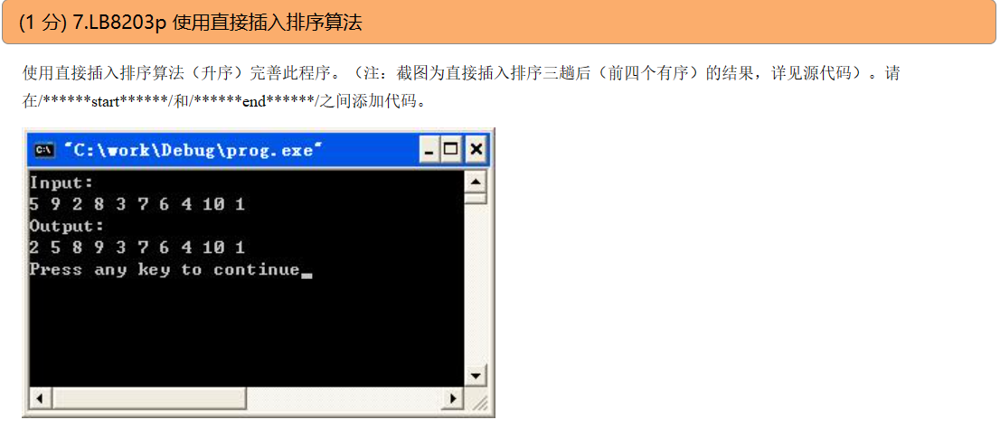 (1 分) 7.LB8203p 使用直接插入排序算法
使用直接插入排序算法（升序）完善此程序。（注：截图为直接插入排序三趟后（前四个有序）的结果，详见源代码）。请
在/******start******/和/******end******/之间添加代码。
"C:\work\Debug\prog.exe"
Input:
5 9 2 8 3 7 6 4 10 1
Output:
2 5 8 9 3 7 6 4 10 1
Press any key to continue_